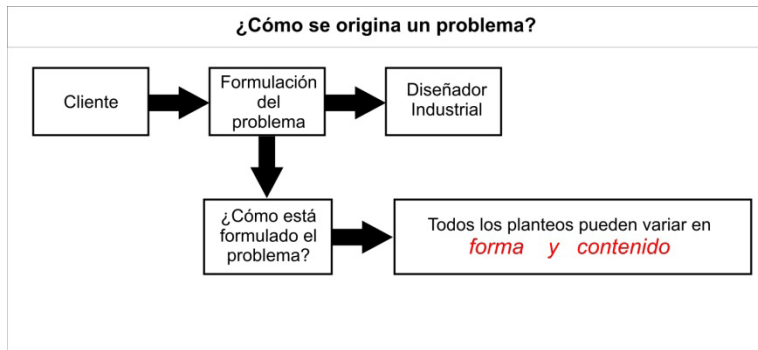 ¿Cómo se origina un problema?
Cliente
Formulación
del
problema
Diseñador
Industrial
¿Cómo está
formulado el
problema?
Todos los planteos pueden variar en
forma y contenido